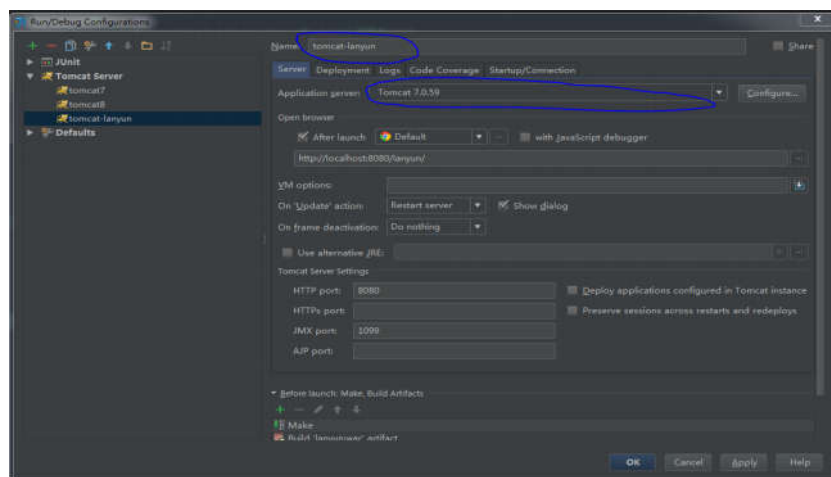 Run/Debug Configurations
Name: tomcat-lanyun Share
JUnit
Tomcat Server
tomcat7
tomcat8
tomcat-lanyun
Defaults
Server Deployment Logs Code Coverage Startup/Connection
Application server: Tomcat 7.0.59 Configure...
Open browser
After launch Default with JavaScript debugger
http://localhost:8080/lanyun/
VM options:
On 'Update' action: Restart server Show dialog
On frame deactivation: Do nothing
Use alternative JRE:
Tomcat Server Settings
HTTP port: 8080 Deploy applications configured in Tomcat instance
HTTPs port: Preserve sessions across restarts and redeploys
JMX port: 1099
AJP port:
Before launch: Make, Build Artifacts
Make
Build artifact
OK Cancel Apply Help